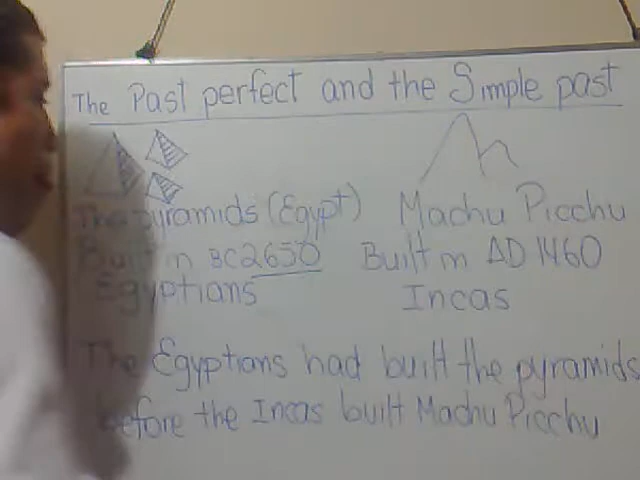 The Past perfect and the Simple past
The pyramids (Egypt) Machu Picchu
Built in BC2650 Built in AD 1460
Egyptians Incas
The Egyptians had built the pyramids
before the Incas built Machu Picchu